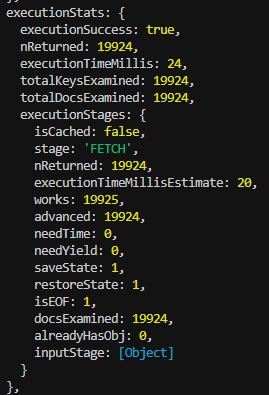 executionStats: {
executionSuccess: true,
nReturned: 19924,
executionTimeMillis: 24,
totalKeysExamined: 19924,
totalDocsExamined: 19924,
executionStages: {
isCached: false,
stage: 'FETCH',
nReturned: 19924,
executionTimeMillisEstimate: 20,
works: 19925,
advanced: 19924,
needTime: 0,
needYield: 0,
saveState: 1,
restoreState: 1,
isEOF: 1,
docsExamined: 19924,
alreadyHasObj: 0,
inputStage: [Object]
}
},